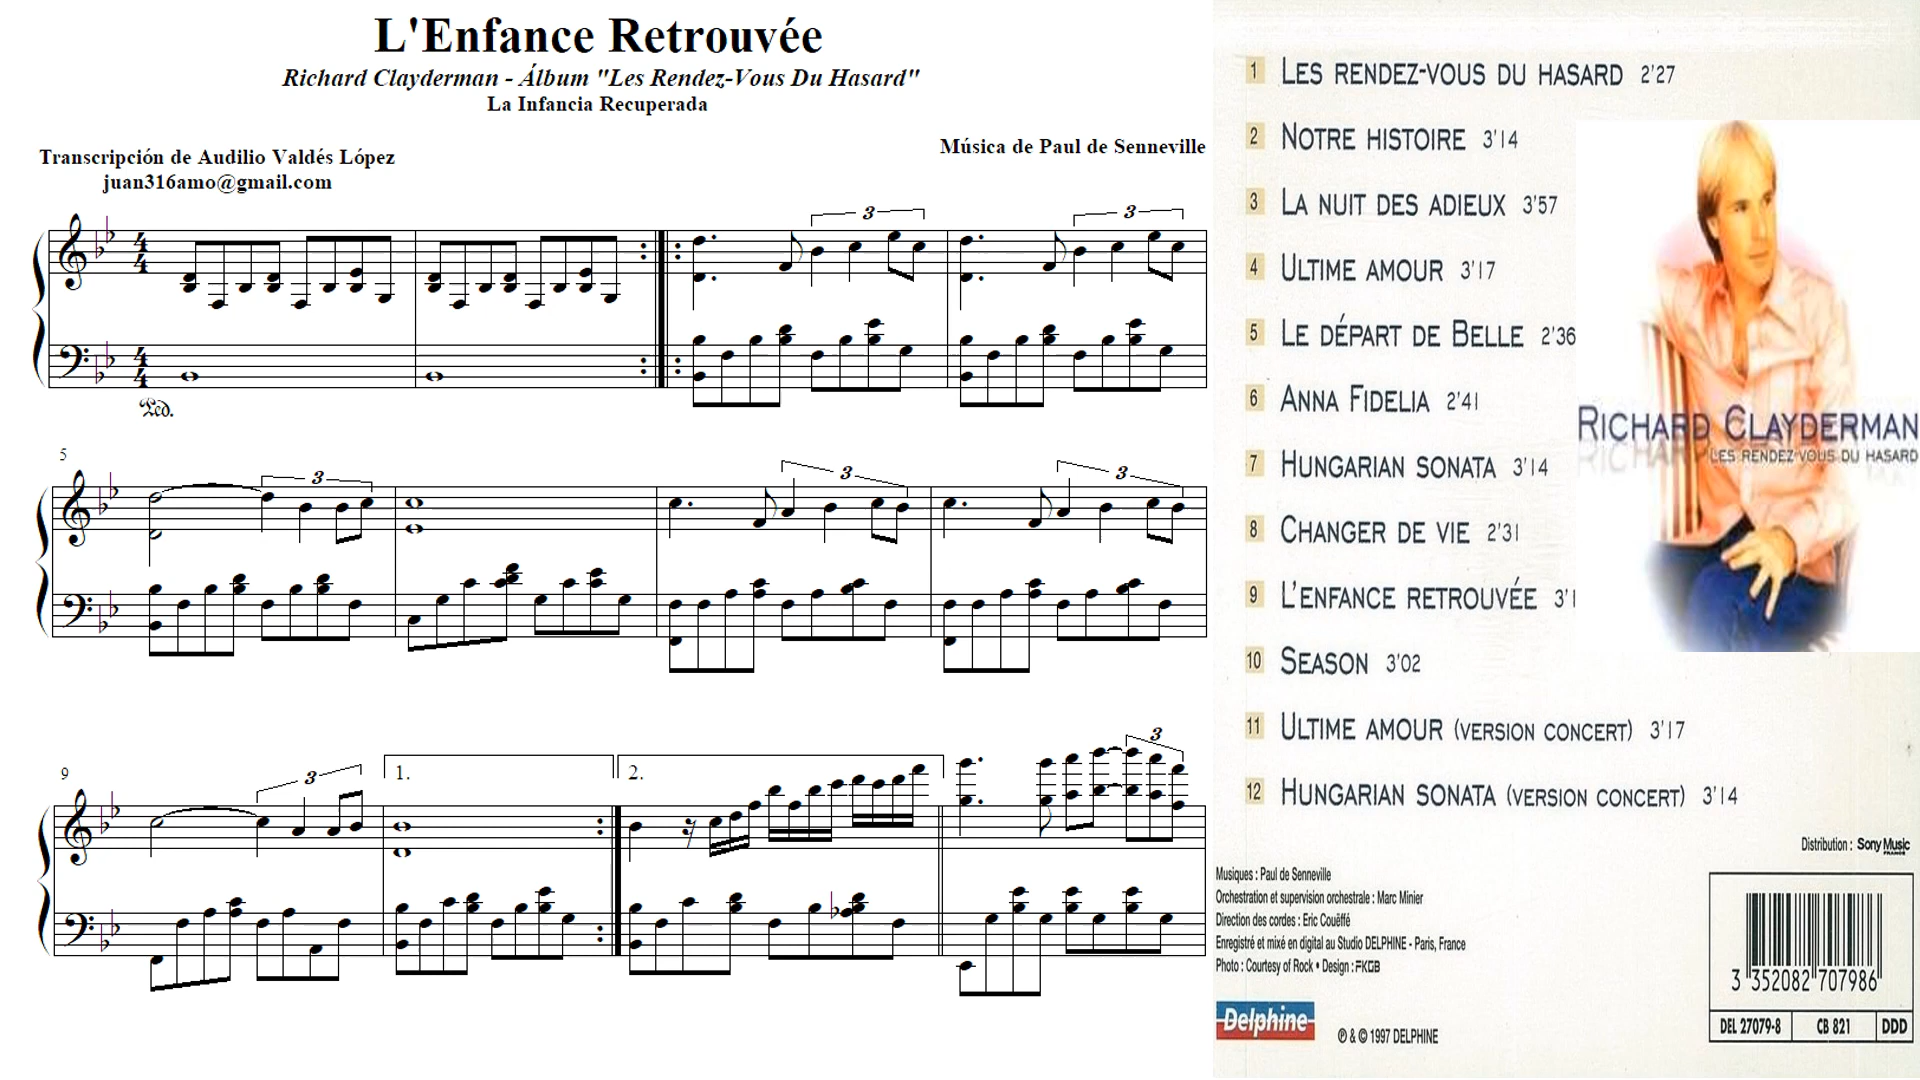 L'Enfance Retrouvée
Richard Clayderman - Álbum "Les Rendez-Vous Du Hasard"
La Infancia Recuperada
Transcripción de Audilio Valdés López
juan316amo@gmail.com
Música de Paul de Senneville
3
3
4
4
4
4
Ped.
5
3
3
3
9
3
1.
2.
3
1 LES RENDEZ-VOUS DU HASARD 2'27
2 NOTRE HISTOIRE 3'14
3 LA NUIT DES ADIEUX 3'57
4 ULTIME AMOUR 3'17
5 LE DÉPART DE BELLE 2'36
6 ANNA FIDELIA 2'41
7 HUNGARIAN SONATA 3'14
8 CHANGER DE VIE 2'31
9 L'ENFANCE RETROUVÉE 3'1
10 SEASON 3'02
11 ULTIME AMOUR (VERSION CONCERT) 3'17
12 HUNGARIAN SONATA (VERSION CONCERT) 3'14
RICHARD CLAYDERMAN
LES RENDEZ-VOUS DU HASARD
Distribution : Sony Music
FRANCE
Musiques : Paul de Senneville
Orchestration et supervision orchestrale : Marc Minier
Direction des cordes : Eric Couëffé
Enregistré et mixé en digital au Studio DELPHINE - Paris, France
Photo : Courtesy of Rock • Design : FKGB
Delphine
℗ & © 1997 DELPHINE
3 352082 707986
DEL 27079-8 CB 821 DDD